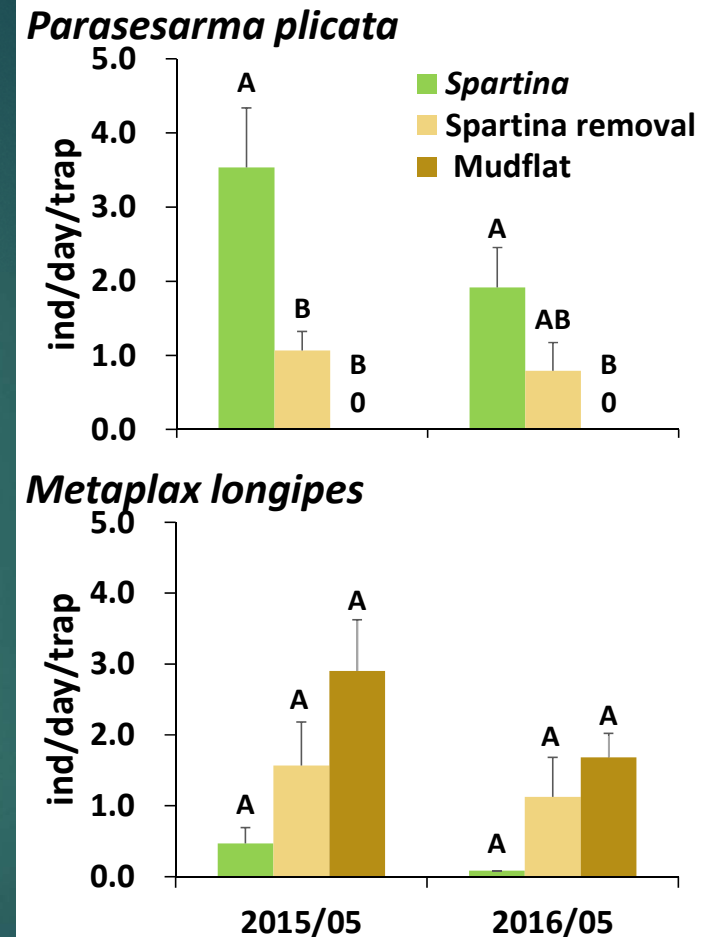 Parasesarma plicata
5.0
4.0
3.0
2.0
1.0
0.0
ind/day/trap
Spartina
Spartina removal
Mudflat
A
B
B
0
A
AB
B
0
Metaplax longipes
5.0
4.0
3.0
2.0
1.0
0.0
ind/day/trap
A
A
A
A
A
A
2015/05
2016/05